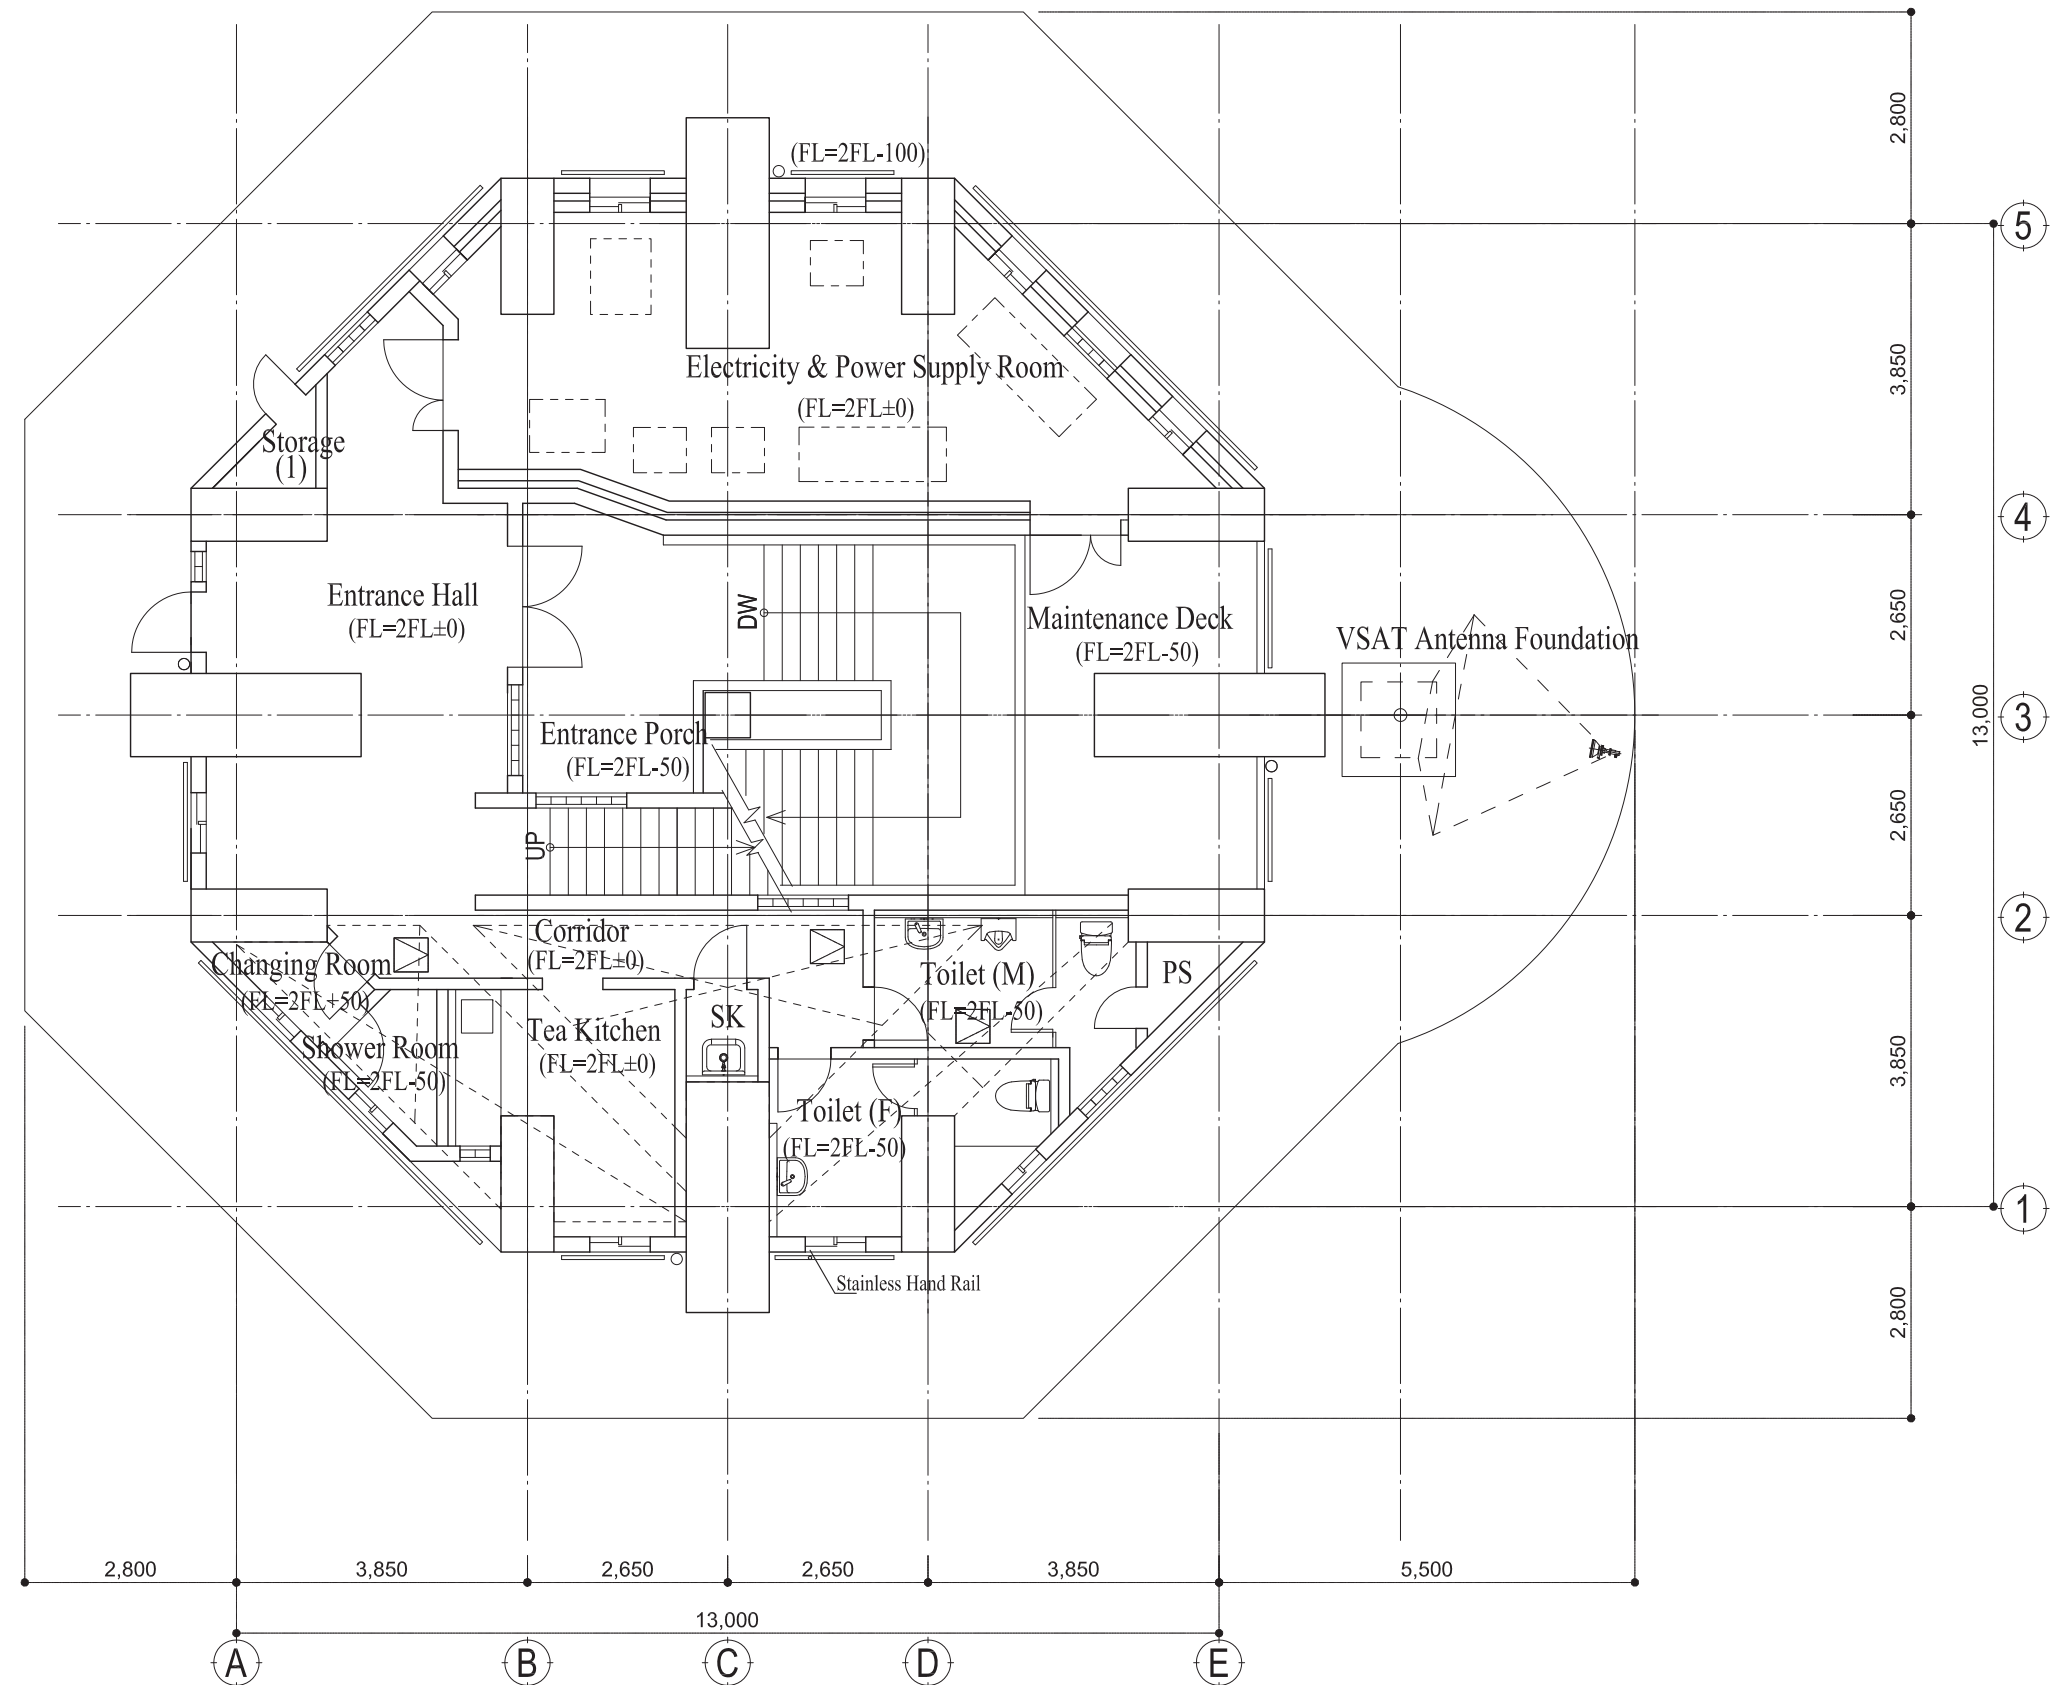 (FL=2FL-100)
2,800
5
Electricity & Power Supply Room
(FL=2FL±0)
3,850
Storage
(1)
4
Entrance Hall
(FL=2FL±0)
DW
Maintenance Deck
(FL=2FL-50)
VSAT Antenna Foundation
2,650
13,000
3
Entrance Porch
(FL=2FL-50)
2,650
UP
2
Corridor
(FL=2FL±0)
Changing Room
(FL=2FL+50)
Toilet (M)
(FL=2FL-50)
PS
SK
Tea Kitchen
(FL=2FL±0)
Shower Room
(FL=2FL-50)
3,850
Toilet (F)
(FL=2FL-50)
1
Stainless Hand Rail
2,800
2,800
3,850
2,650
2,650
3,850
5,500
13,000
A
B
C
D
E